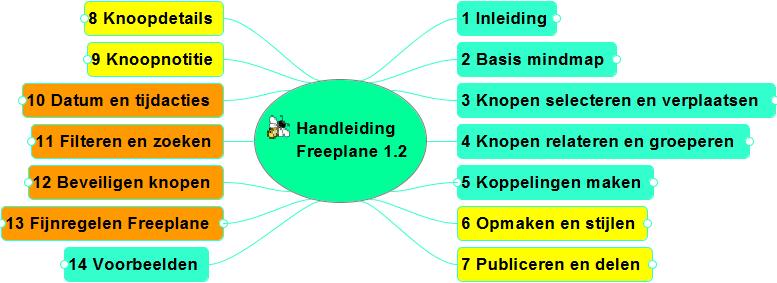 Handleiding
Freeplane 1.2
1 Inleiding
2 Basis mindmap
3 Knopen selecteren en verplaatsen
4 Knopen relateren en groeperen
5 Koppelingen maken
6 Opmaken en stijlen
7 Publiceren en delen
8 Knoopdetails
9 Knoopnotitie
10 Datum en tijdacties
11 Filteren en zoeken
12 Beveiligen knopen
13 Fijnregelen Freeplane
14 Voorbeelden